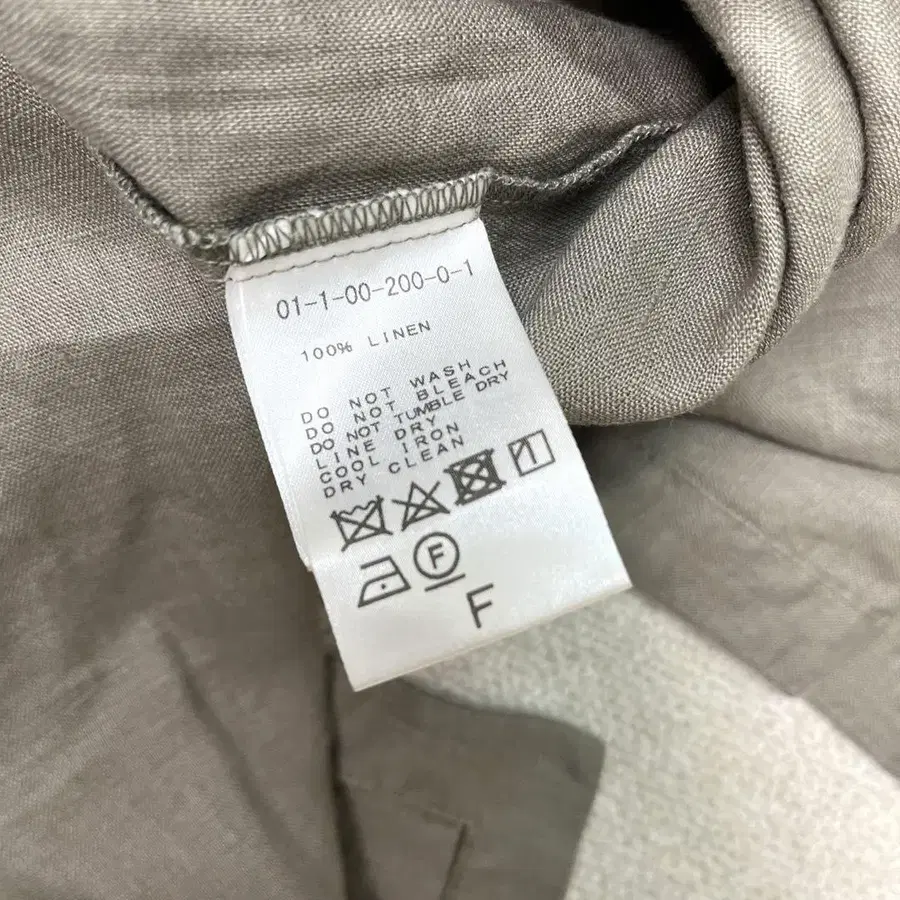 01-1-00-200-0-1
100% LINEN
DO NOT WASH
DO NOT BLEACH
DO NOT TUMBLE DRY
LINE DRY
COOL IRON
DRY CLEAN
F
F